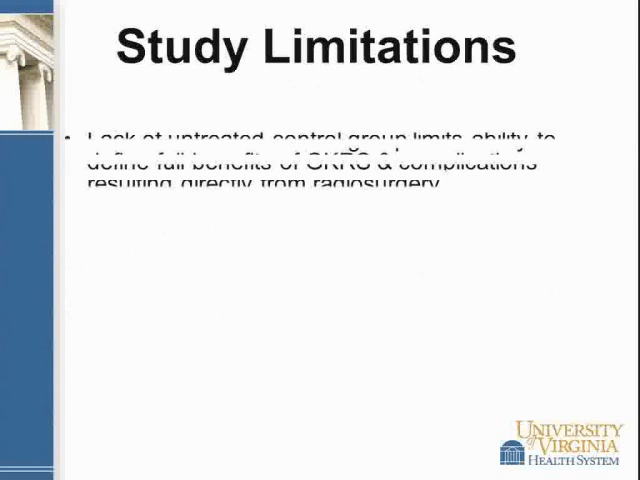 Study Limitations
• Lack of untreated control group limits ability to
define full benefits of GKRS & complications
resulting directly from radiosurgery
UNIVERSITY
of VIRGINIA
HEALTH SYSTEM